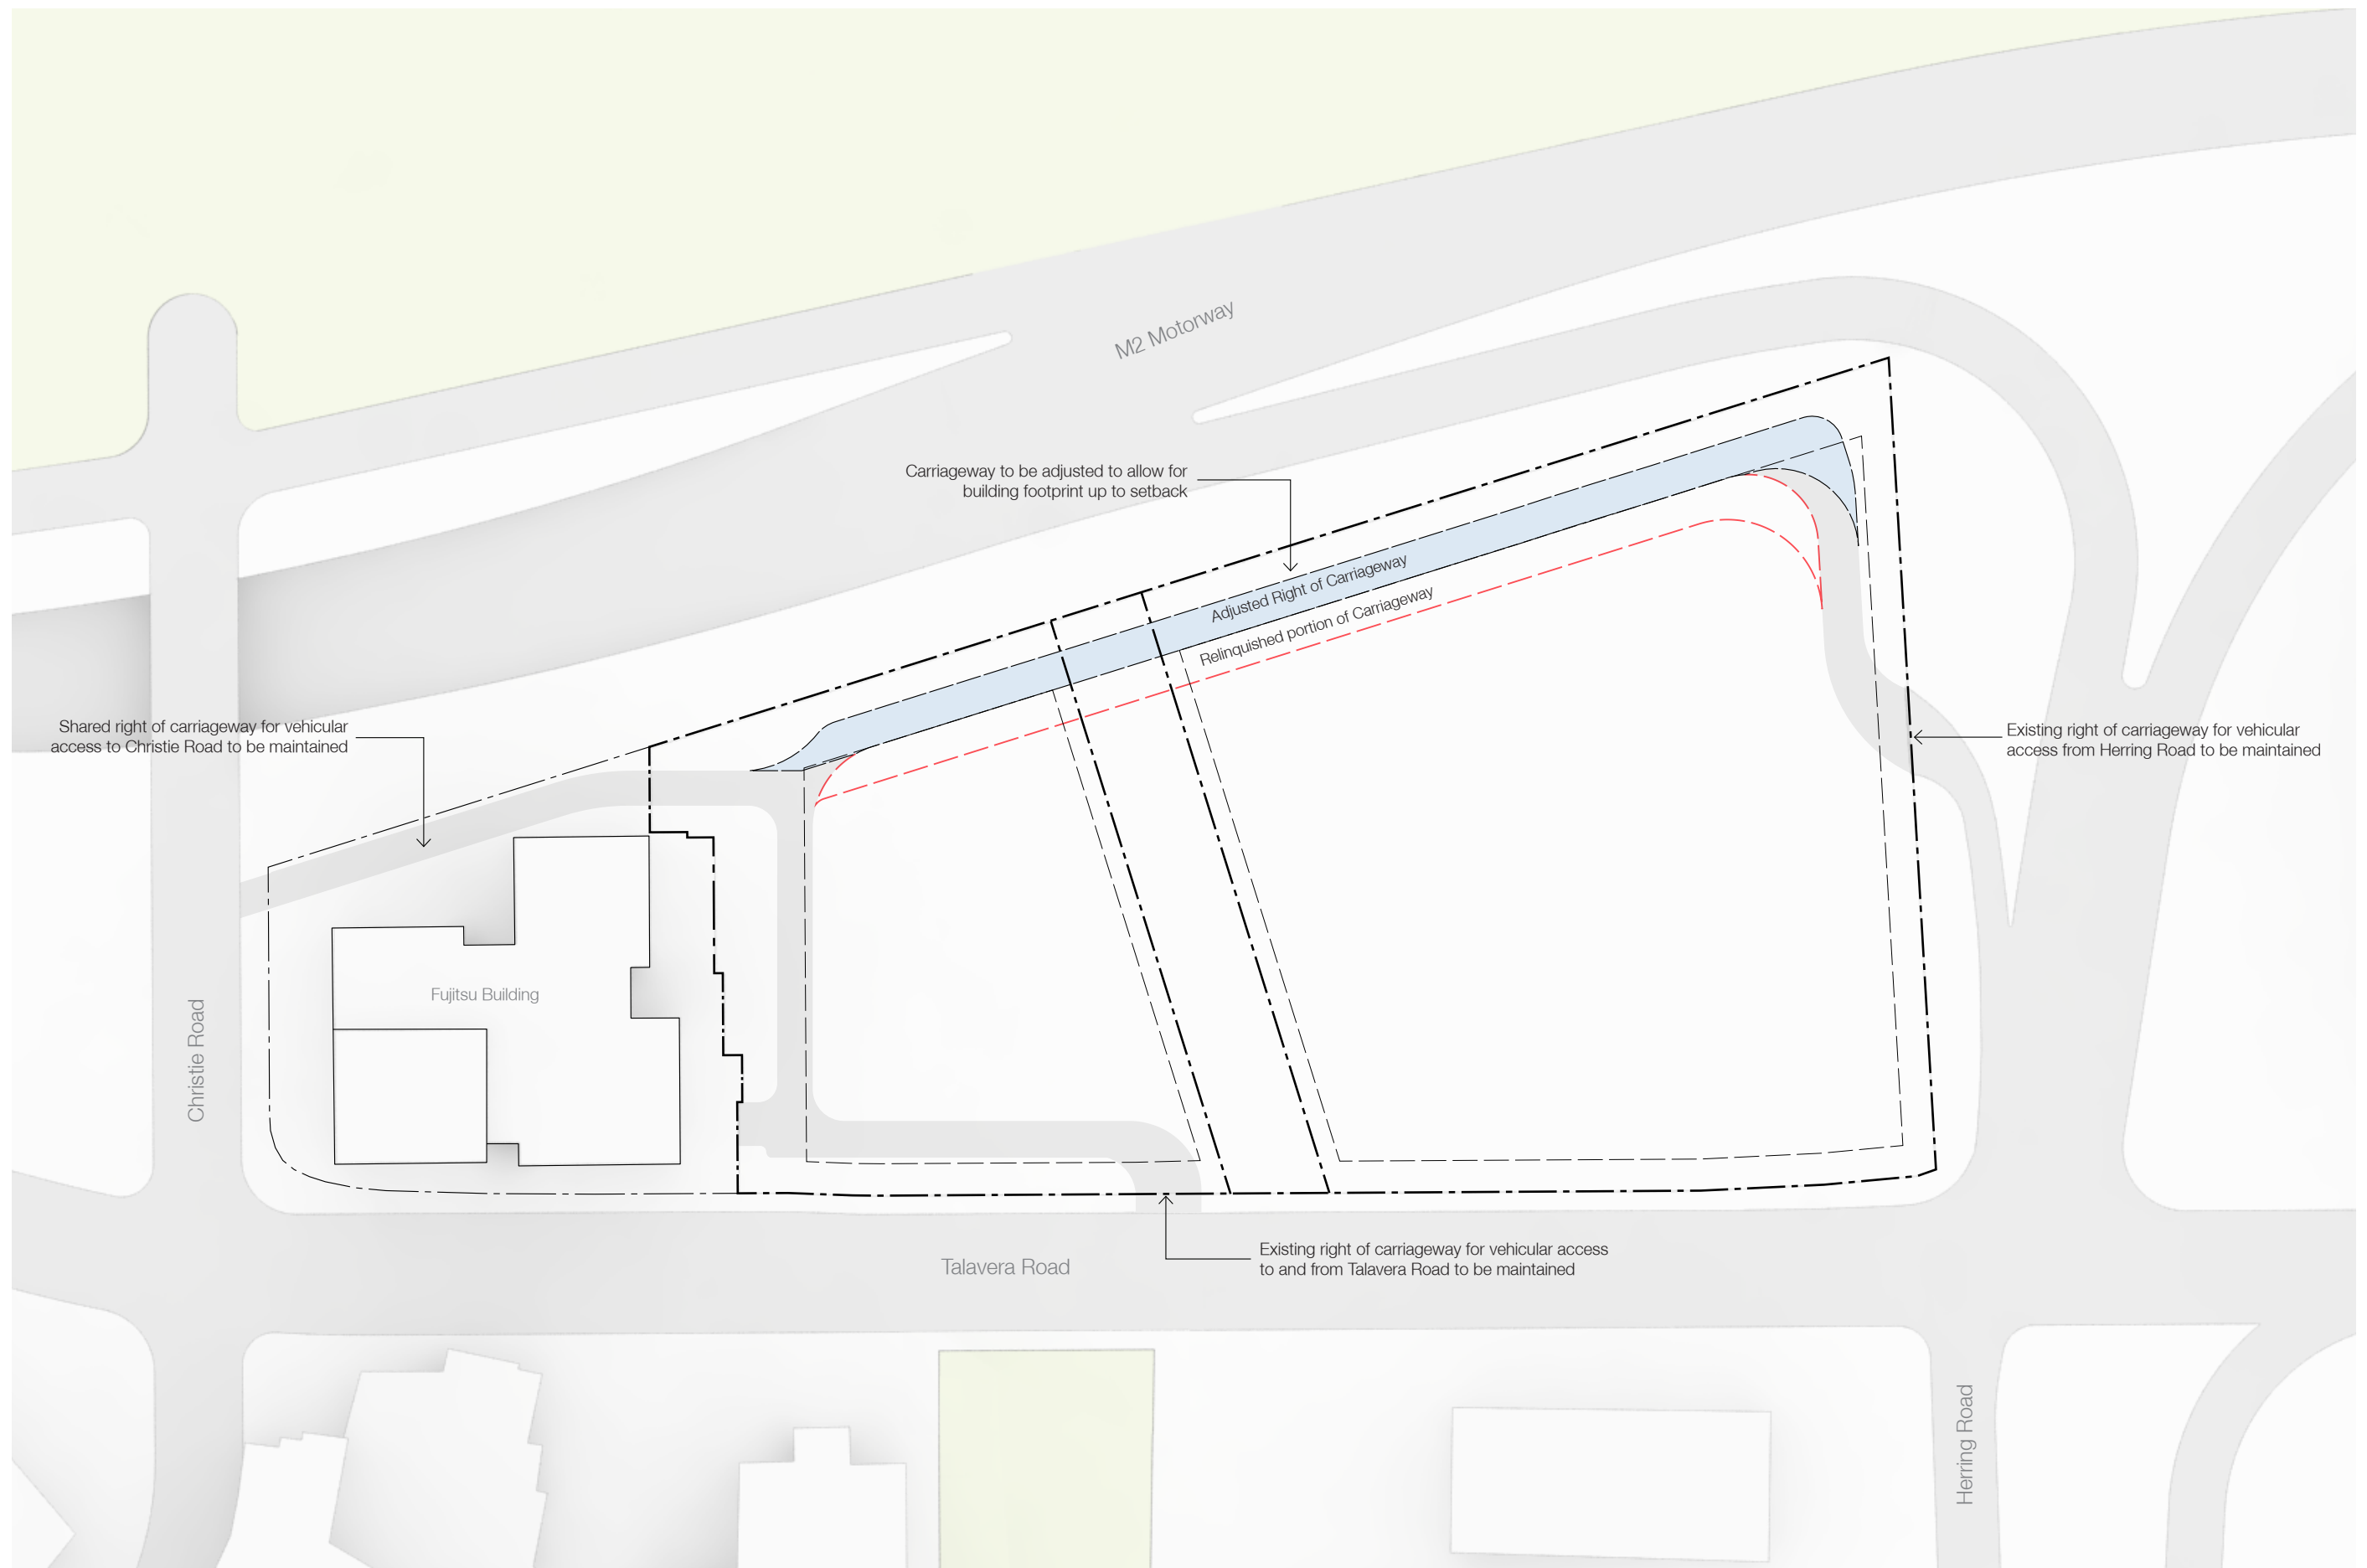 M2 Motorway
Carriageway to be adjusted to allow for
building footprint up to setback
Adjusted Right of Carriageway
Relinquished portion of Carriageway
Shared right of carriageway for vehicular
access to Christie Road to be maintained
Existing right of carriageway for vehicular
access from Herring Road to be maintained
Fujitsu Building
Christie Road
Existing right of carriageway for vehicular access
to and from Talavera Road to be maintained
Talavera Road
Herring Road